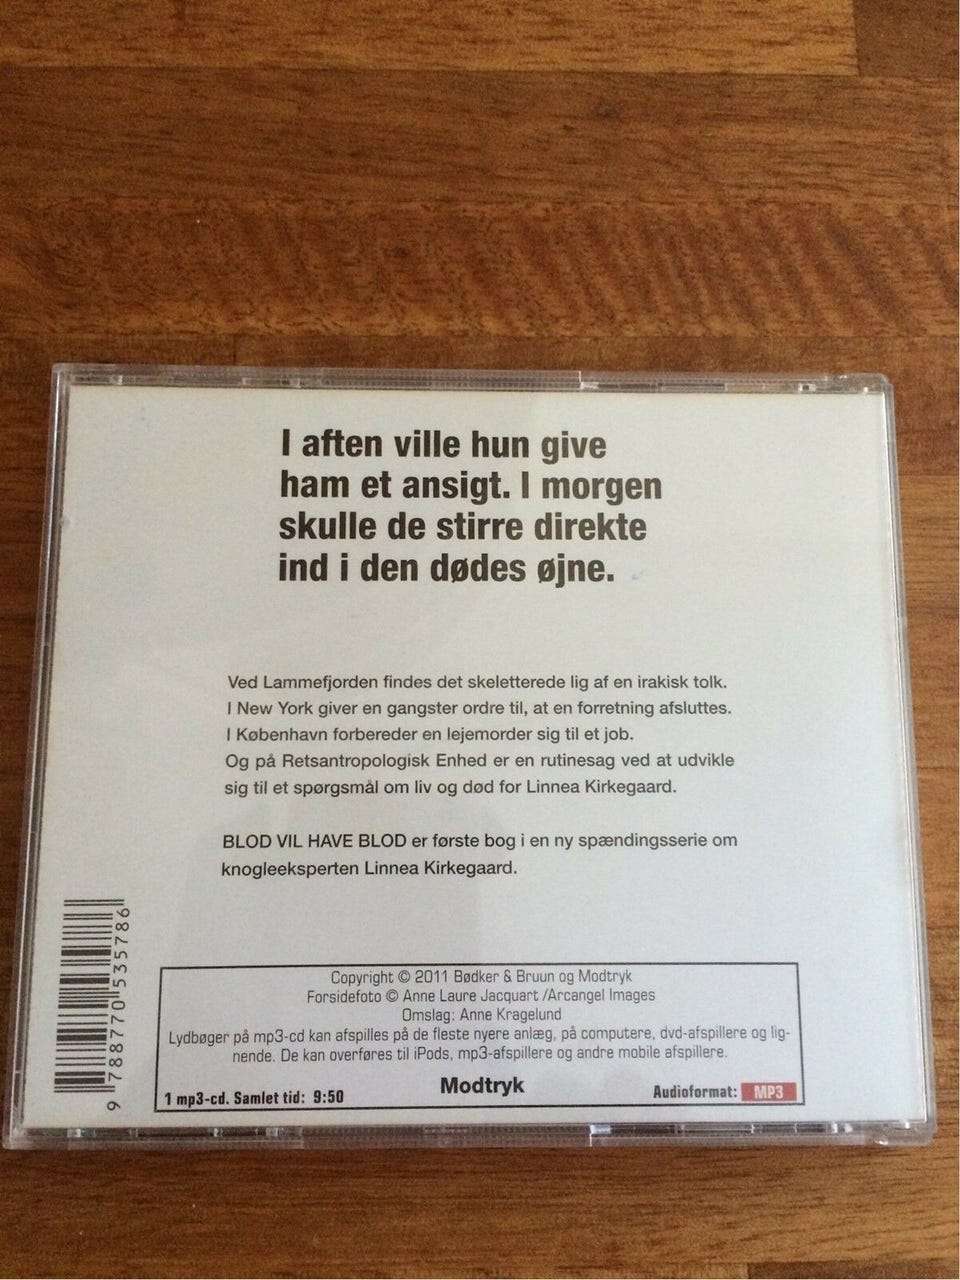 I aften ville hun give
ham et ansigt. I morgen
skulle de stirre direkte
ind i den dødes øjne.
Ved Lammefjorden findes det skeletterede lig af en irakisk tolk.
I New York giver en gangster ordre til, at en forretning afsluttes.
I København forbereder en lejemorder sig til et job.
Og på Retsantropologisk Enhed er en rutinesag ved at udvikle
sig til et spørgsmål om liv og død for Linnea Kirkegaard.
BLOD VIL HAVE BLOD er første bog i en ny spændingsserie om
knogleeksperten Linnea Kirkegaard.
9 788770 535786
Copyright © 2011 Bødker & Bruun og Modtryk
Forsidefoto © Anne Laure Jacquart /Arcangel Images
Omslag: Anne Kragelund
Lydbøger på mp3-cd kan afspilles på de fleste nyere anlæg, på computere, dvd-afspillere og lig-
nende. De kan overføres til iPods, mp3-afspillere og andre mobile afspillere.
1 mp3-cd. Samlet tid: 9:50 Modtryk Audioformat: MP3